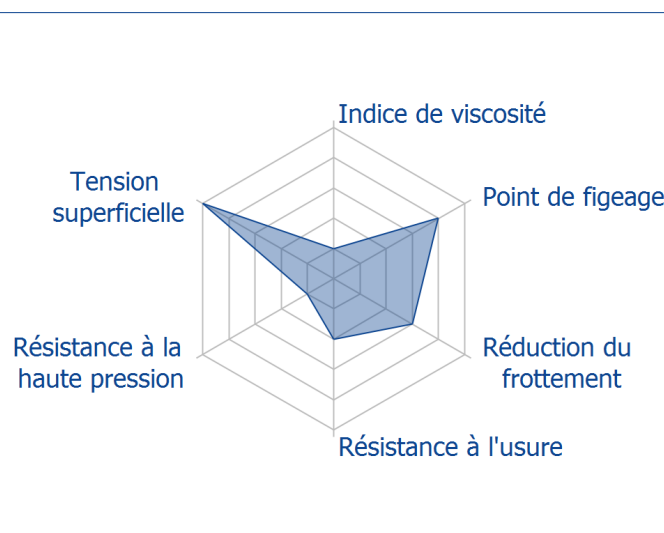 Indice de viscosité
Tension
superficielle
Point de figeage
Résistance à la
haute pression
Réduction du
frottement
Résistance à l'usure